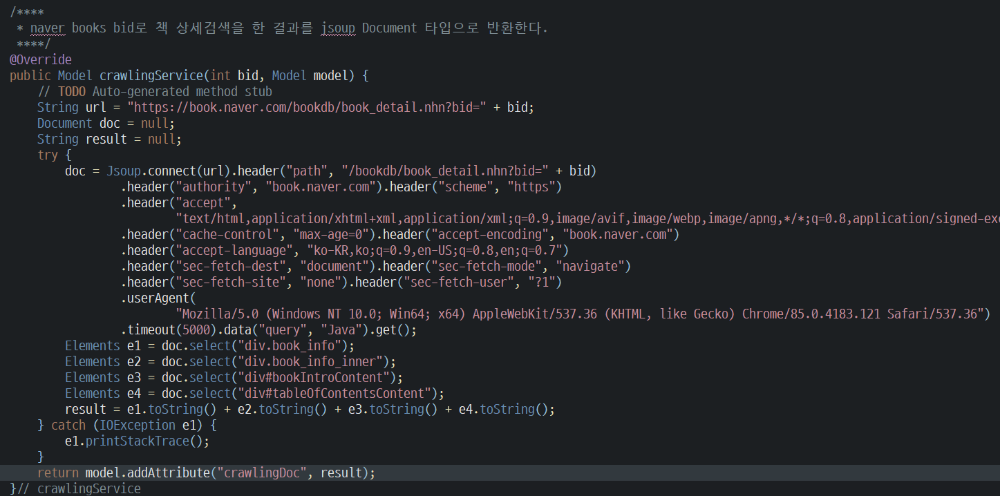 /****
 * naver books bid로 책 상세검색을 한 결과를 jsoup Document 타입으로 반환한다.
 ****/
@Override
public Model crawlingService(int bid, Model model) {
    // TODO Auto-generated method stub
    String url = "https://book.naver.com/bookdb/book_detail.nhn?bid=" + bid;
    Document doc = null;
    String result = null;
    try {
        doc = Jsoup.connect(url).header("path", "/bookdb/book_detail.nhn?bid=" + bid)
                .header("authority", "book.naver.com").header("scheme", "https")
                .header("accept",
                        "text/html,application/xhtml+xml,application/xml;q=0.9,image/avif,image/webp,image/apng,*/*;q=0.8,application/signed-exc
                .header("cache-control", "max-age=0").header("accept-encoding", "book.naver.com")
                .header("accept-language", "ko-KR,ko;q=0.9,en-US;q=0.8,en;q=0.7")
                .header("sec-fetch-dest", "document").header("sec-fetch-mode", "navigate")
                .header("sec-fetch-site", "none").header("sec-fetch-user", "?1")
                .userAgent(
                        "Mozilla/5.0 (Windows NT 10.0; Win64; x64) AppleWebKit/537.36 (KHTML, like Gecko) Chrome/85.0.4183.121 Safari/537.36")
                .timeout(5000).data("query", "Java").get();
        Elements e1 = doc.select("div.book_info");
        Elements e2 = doc.select("div.book_info_inner");
        Elements e3 = doc.select("div#bookIntroContent");
        Elements e4 = doc.select("div#tableOfContentsContent");
        result = e1.toString() + e2.toString() + e3.toString() + e4.toString();
    } catch (IOException e1) {
        e1.printStackTrace();
    }
    return model.addAttribute("crawlingDoc", result);
}// crawlingService